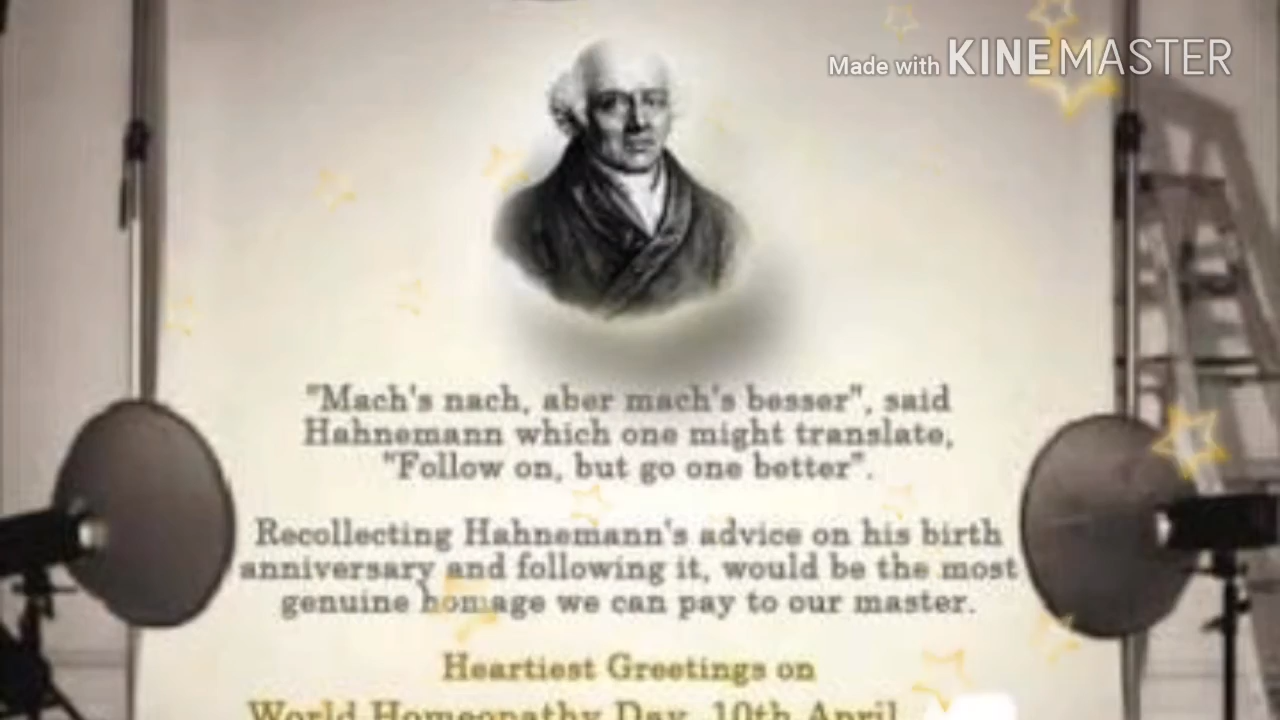 Made with KINEMASTER
"Mach's nach, aber mach's besser", said
Hahnemann which one might translate,
"Follow on, but go one better".
Recollecting Hahnemann's advice on his birth
anniversary and following it, would be the most
genuine homage we can pay to our master.
Heartiest Greetings on
World Homeopathy Day, 10th April